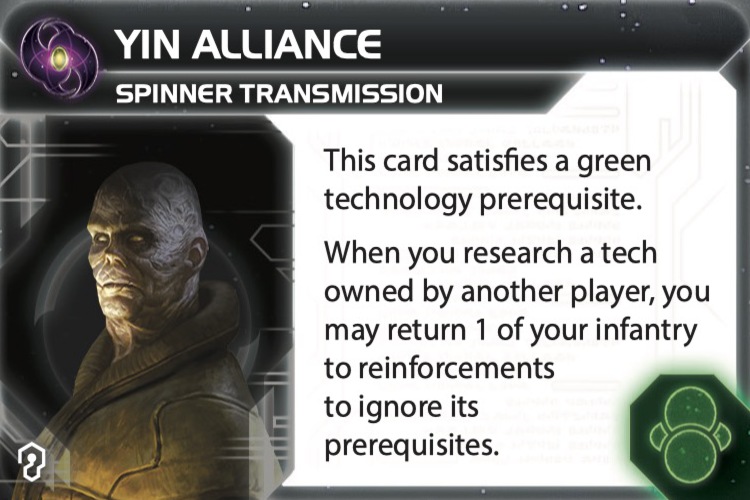 YIN ALLIANCE
SPINNER TRANSMISSION
This card satisfies a green
technology prerequisite.
When you research a tech
owned by another player, you
may return 1 of your infantry
to reinforcements
to ignore its
prerequisites.